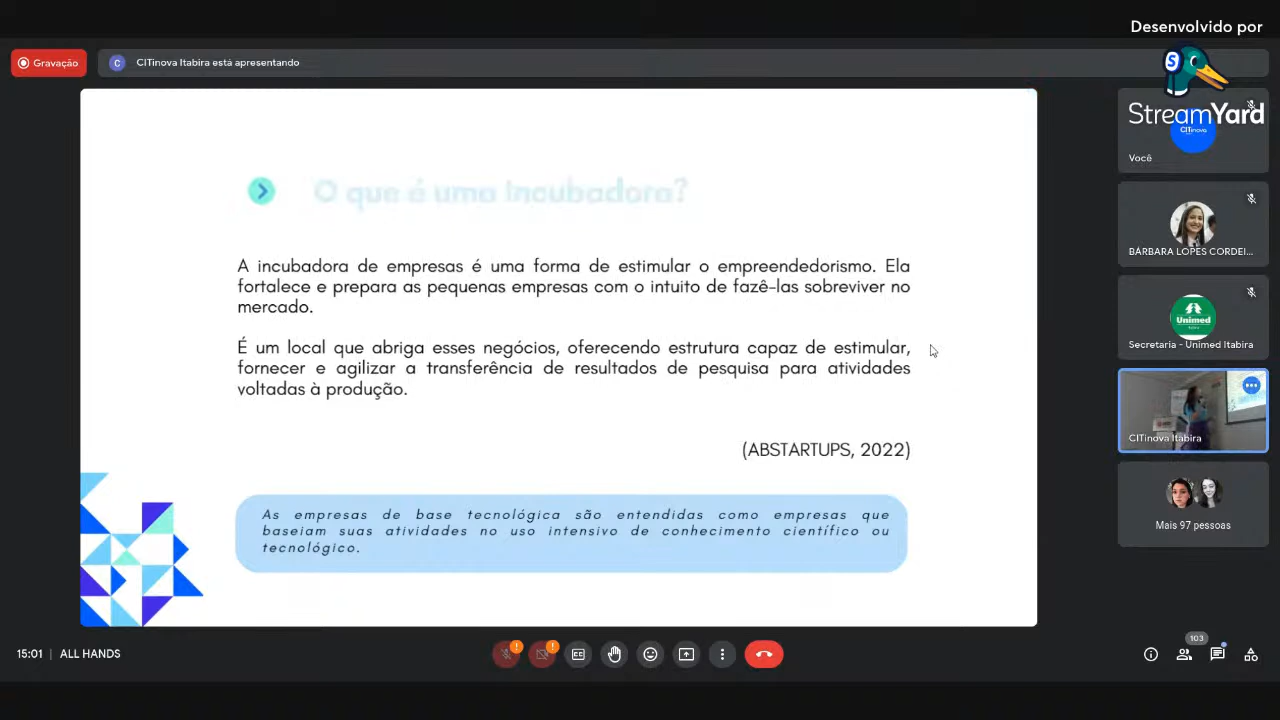 Desenvolvido por
StreamYard
Gravação
C
CITinova Itabira está apresentando
O que é uma Incubadora?
A incubadora de empresas é uma forma de estimular o empreendedorismo. Ela
fortalece e prepara as pequenas empresas com o intuito de fazê-las sobreviver no
mercado.
É um local que abriga esses negócios, oferecendo estrutura capaz de estimular,
fornecer e agilizar a transferência de resultados de pesquisa para atividades
voltadas à produção.
(ABSTARTUPS, 2022)
As empresas de base tecnológica são entendidas como empresas que
baseiam suas atividades no uso intensivo de conhecimento científico ou
tecnológico.
S
CITinova
Você
BÁRBARA LOPES CORDEI...
Unimed
Secretaria - Unimed Itabira
CITinova Itabira
Mais 97 pessoas
15:01 | ALL HANDS
103